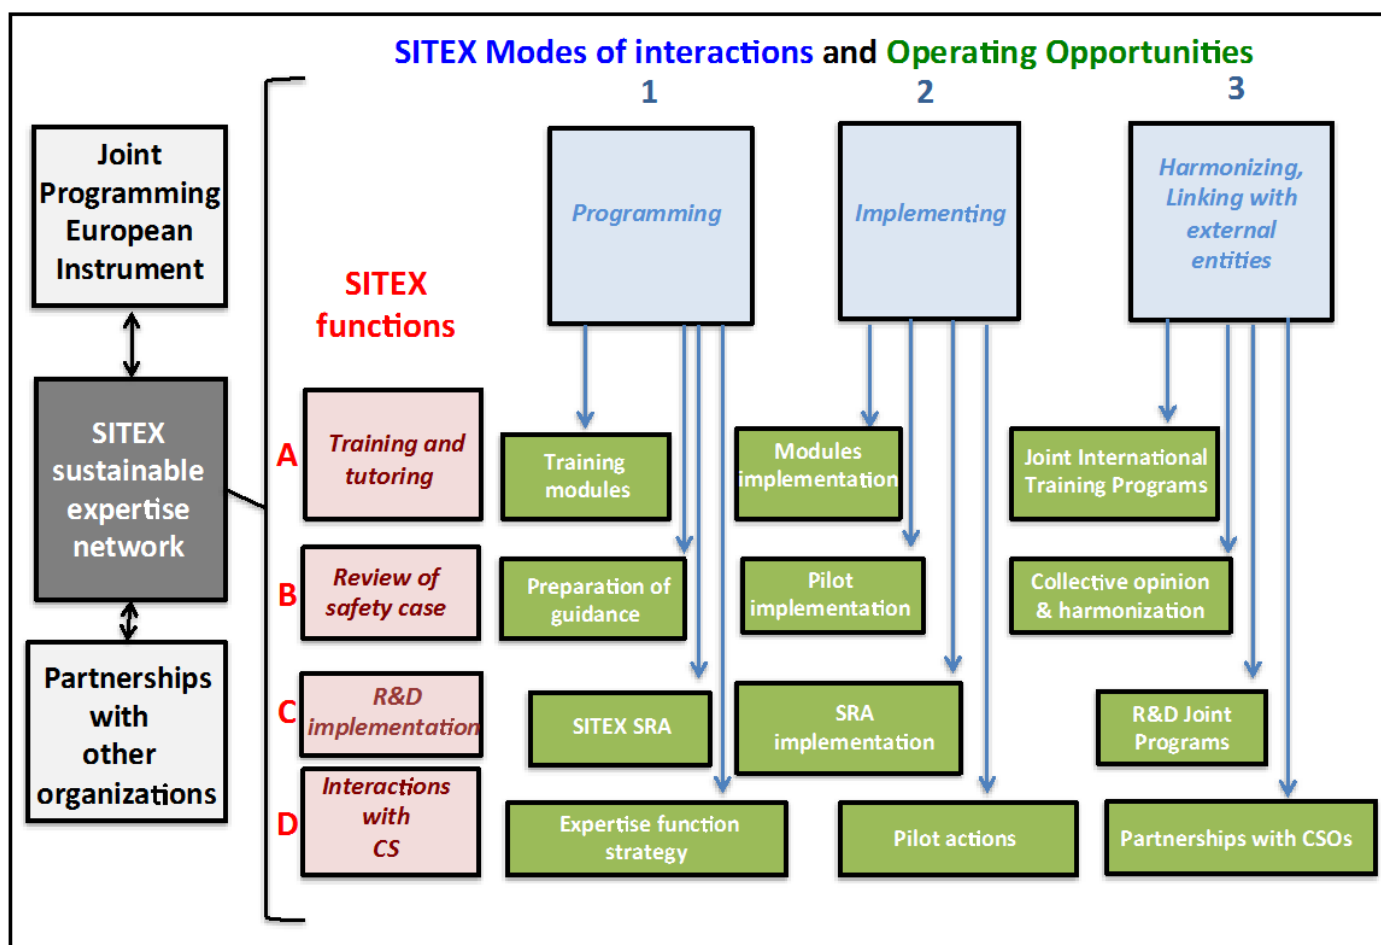 SITEX Modes of interactions and Operating Opportunities
1
2
3
Joint
Programming
European
Instrument
SITEX
sustainable
expertise
network
Partnerships
with
other
organizations
SITEX
functions
Programming
Implementing
Harmonizing,
Linking with
external
entities
A
Training and
tutoring
Training
modules
Modules
implementation
Joint International
Training Programs
B
Review of
safety case
Preparation of
guidance
Pilot
implementation
Collective opinion
& harmonization
C
R&D
implementation
SITEX SRA
SRA
implementation
R&D Joint
Programs
D
Interactions
with
CS
Expertise function
strategy
Pilot actions
Partnerships with CSOs